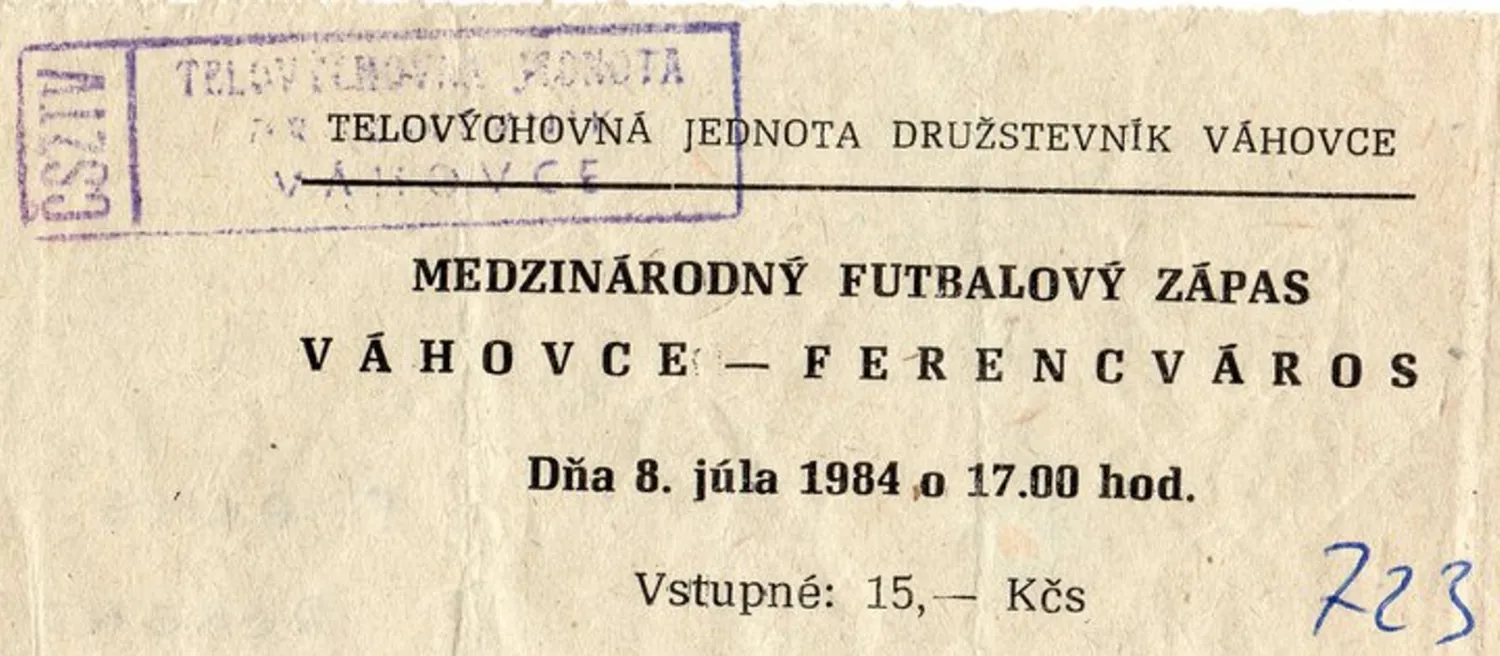 ČSZTV
TELOVÝCHOVNÁ JEDNOTA
VÁHOVCE
TELOVÝCHOVNÁ JEDNOTA DRUŽSTEVNÍK VÁHOVCE
MEDZINÁRODNÝ FUTBALOVÝ ZÁPAS
VÁHOVCE — FERENCVÁROS
Dňa 8. júla 1984 o 17.00 hod.
Vstupné: 15,— Kčs
723